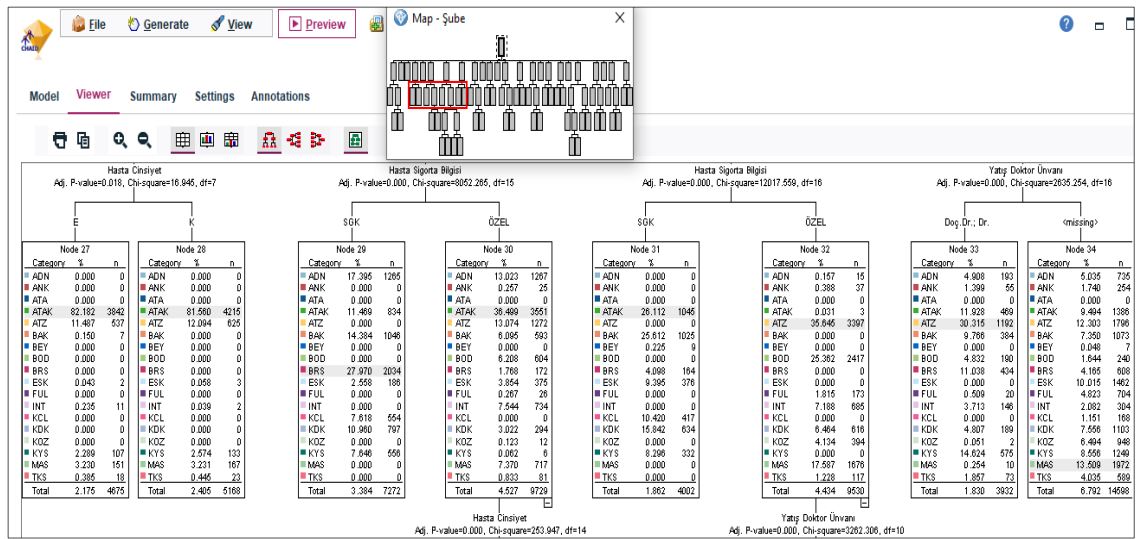 CHAID
File Generate View Preview
Map - Şube
Model Viewer Summary Settings Annotations
Hasta Cinsiyet
Adj. P-value=0.018, Chi-square=16.945, df=7
Hasta Sigorta Bilgisi
Adj. P-value=0.000, Chi-square=8052.265, df=15
Hasta Sigorta Bilgisi
Adj. P-value=0.000, Chi-square=12017.559, df=16
Yatış Doktor Ünvanı
Adj. P-value=0.000, Chi-square=2635.254, df=16
E K SGK ÖZEL SGK ÖZEL Doç.Dr.; Dr. <missing>
Node 27
Category % n
ADN 0.000 0
ANK 0.000 0
ATA 0.000 0
ATAK 82.182 3842
ATZ 11.487 537
BAK 0.150 7
BEY 0.000 0
BOD 0.000 0
BRS 0.000 0
ESK 0.043 2
FUL 0.000 0
INT 0.235 11
KCL 0.000 0
KDK 0.000 0
KOZ 0.000 0
KYS 2.289 107
MAS 3.230 151
TKS 0.385 18
Total 2.175 4675
Node 28
Category % n
ADN 0.000 0
ANK 0.000 0
ATA 0.000 0
ATAK 81.560 4215
ATZ 12.094 625
BAK 0.000 0
BEY 0.000 0
BOD 0.000 0
BRS 0.000 0
ESK 0.058 3
FUL 0.000 0
INT 0.039 2
KCL 0.000 0
KDK 0.000 0
KOZ 0.000 0
KYS 2.574 133
MAS 3.231 167
TKS 0.445 23
Total 2.405 5168
Node 29
Category % n
ADN 17.395 1265
ANK 0.000 0
ATA 0.000 0
ATAK 11.469 834
ATZ 0.000 0
BAK 14.384 1046
BEY 0.000 0
BOD 0.000 0
BRS 27.970 2034
ESK 2.558 186
FUL 0.000 0
INT 0.000 0
KCL 7.618 554
KDK 10.960 797
KOZ 0.000 0
KYS 7.646 556
MAS 0.000 0
TKS 0.000 0
Total 3.384 7272
Node 30
Category % n
ADN 13.023 1267
ANK 0.257 25
ATA 0.000 0
ATAK 36.499 3551
ATZ 13.074 1272
BAK 6.095 593
BEY 0.000 0
BOD 6.208 604
BRS 1.768 172
ESK 3.854 375
FUL 0.267 26
INT 7.544 734
KCL 0.000 0
KDK 3.022 294
KOZ 0.123 12
KYS 0.062 6
MAS 7.370 717
TKS 0.833 81
Total 4.527 9729
Node 31
Category % n
ADN 0.000 0
ANK 0.000 0
ATA 0.000 0
ATAK 26.112 1045
ATZ 0.000 0
BAK 25.612 1025
BEY 0.225 9
BOD 0.000 0
BRS 4.098 164
ESK 9.395 376
FUL 0.000 0
INT 0.000 0
KCL 10.420 417
KDK 15.842 634
KOZ 0.000 0
KYS 8.296 332
MAS 0.000 0
TKS 0.000 0
Total 1.862 4002
Node 32
Category % n
ADN 0.157 15
ANK 0.388 37
ATA 0.000 0
ATAK 0.031 3
ATZ 35.645 3397
BAK 0.000 0
BEY 0.000 0
BOD 25.362 2417
BRS 0.000 0
ESK 0.000 0
FUL 1.815 173
INT 7.188 685
KCL 0.000 0
KDK 6.464 616
KOZ 4.134 394
KYS 0.000 0
MAS 17.587 1676
TKS 1.228 117
Total 4.434 9530
Node 33
Category % n
ADN 4.908 193
ANK 1.399 55
ATA 0.000 0
ATAK 11.928 469
ATZ 30.315 1192
BAK 9.766 384
BEY 0.000 0
BOD 4.832 190
BRS 11.038 434
ESK 0.000 0
FUL 0.509 20
INT 3.713 146
KCL 0.000 0
KDK 4.807 189
KOZ 0.051 2
KYS 14.624 575
MAS 0.254 10
TKS 1.857 73
Total 1.830 3932
Node 34
Category % n
ADN 5.035 735
ANK 1.740 254
ATA 0.000 0
ATAK 9.494 1386
ATZ 12.303 1796
BAK 7.350 1073
BEY 0.048 7
BOD 1.644 240
BRS 4.165 608
ESK 10.015 1462
FUL 4.823 704
INT 2.082 304
KCL 1.151 168
KDK 7.556 1103
KOZ 6.494 948
KYS 8.556 1249
MAS 13.509 1972
TKS 4.035 589
Total 6.792 14598
Hasta Cinsiyet
Adj. P-value=0.000, Chi-square=253.947, df=14
Yatış Doktor Ünvanı
Adj. P-value=0.000, Chi-square=3262.306, df=10